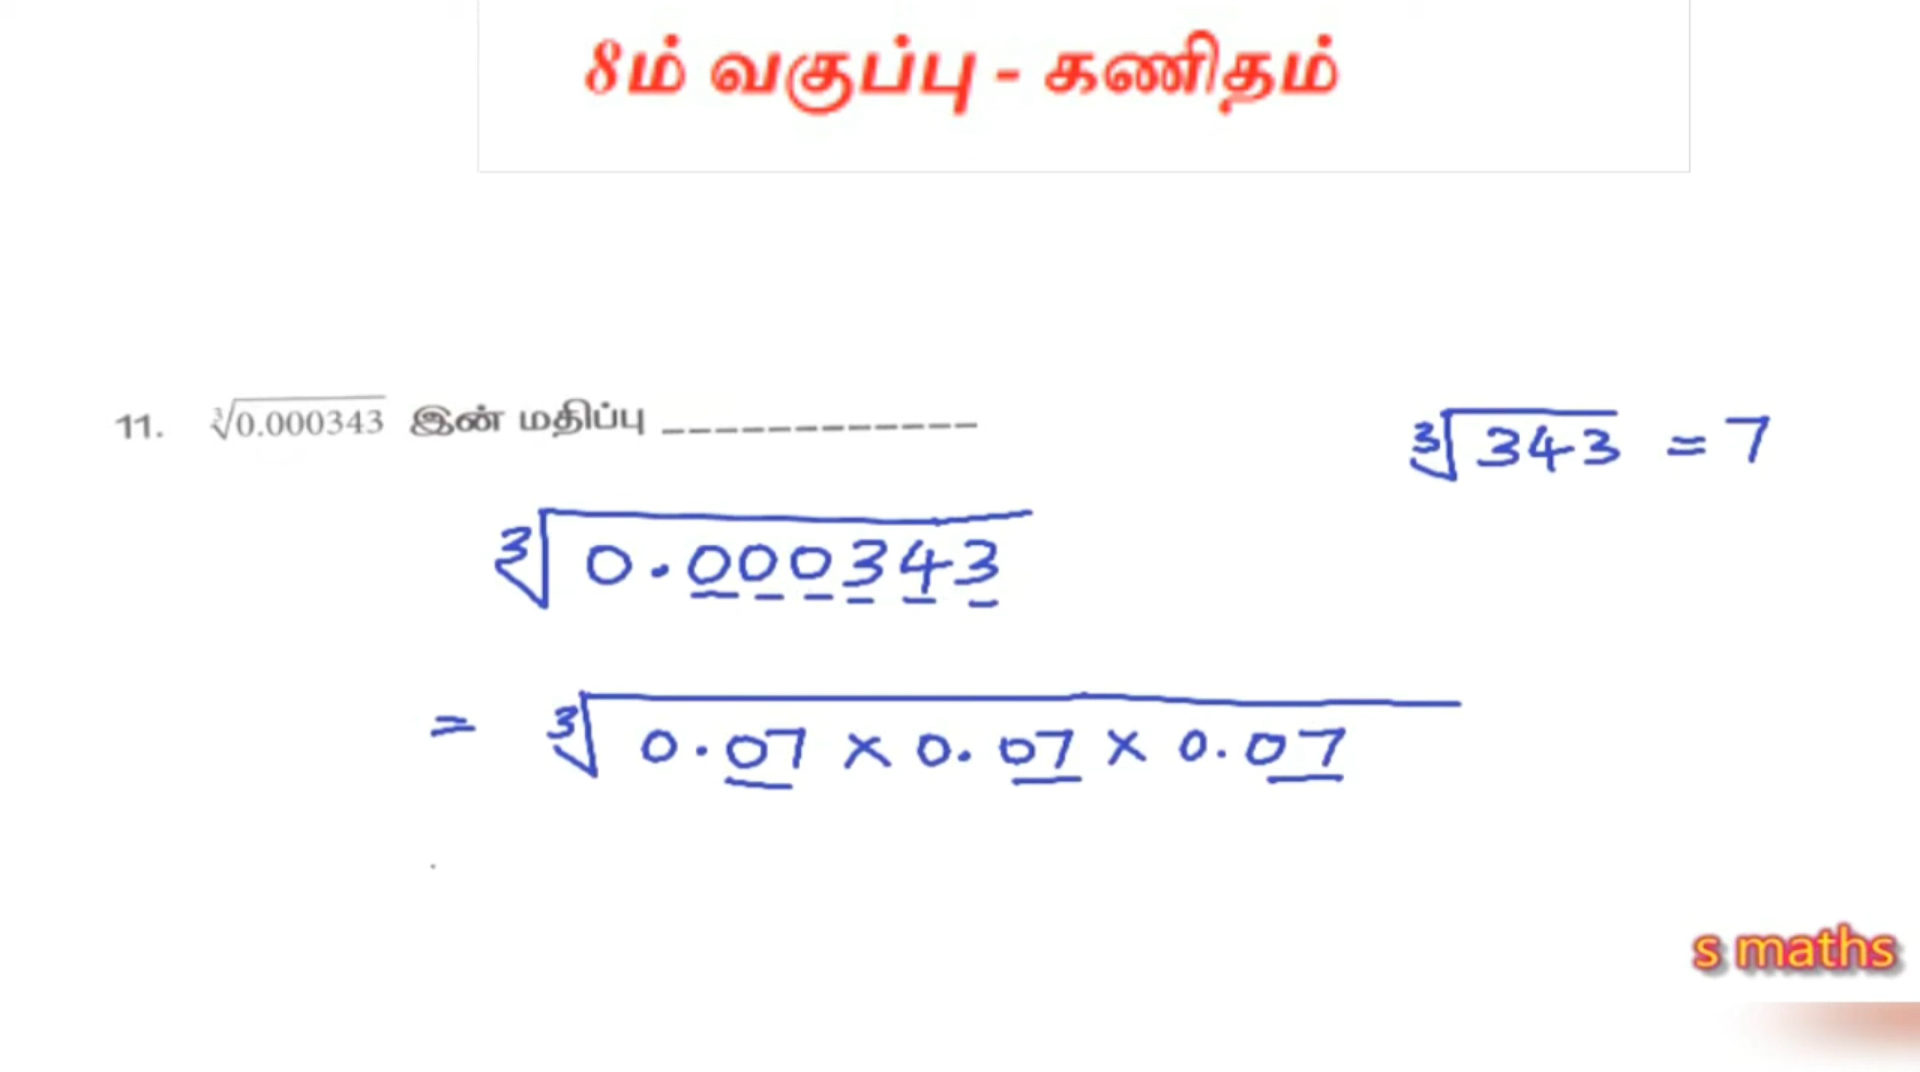 8ம் வகுப்பு - கணிதம்
11. ∛0.000343 இன் மதிப்பு ____________
∛343 = 7
∛0.000343
= ∛0.07 × 0.07 × 0.07
s maths